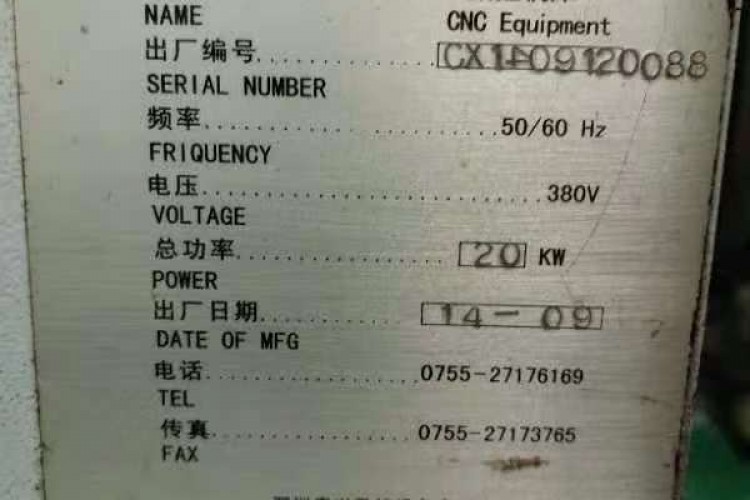 NAME CNC Equipment
出厂编号 CX1409120088
SERIAL NUMBER
频率 50/60 Hz
FRIQUENCY
电压 380V
VOLTAGE
总功率 20 KW
POWER
出厂日期 14-09
DATE OF MFG
电话 0755-27176169
TEL
传真 0755-27173765
FAX